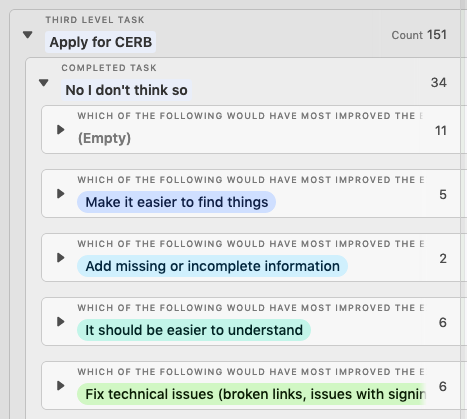 THIRD LEVEL TASK
Apply for CERB Count 151
COMPLETED TASK
No I don't think so 34
WHICH OF THE FOLLOWING WOULD HAVE MOST IMPROVED THE
(Empty) 11
WHICH OF THE FOLLOWING WOULD HAVE MOST IMPROVED THE E
Make it easier to find things 5
WHICH OF THE FOLLOWING WOULD HAVE MOST IMPROVED THE E
Add missing or incomplete information 2
WHICH OF THE FOLLOWING WOULD HAVE MOST IMPROVED THE E
It should be easier to understand 6
WHICH OF THE FOLLOWING WOULD HAVE MOST IMPROVED THE E
Fix technical issues (broken links, issues with signin 6